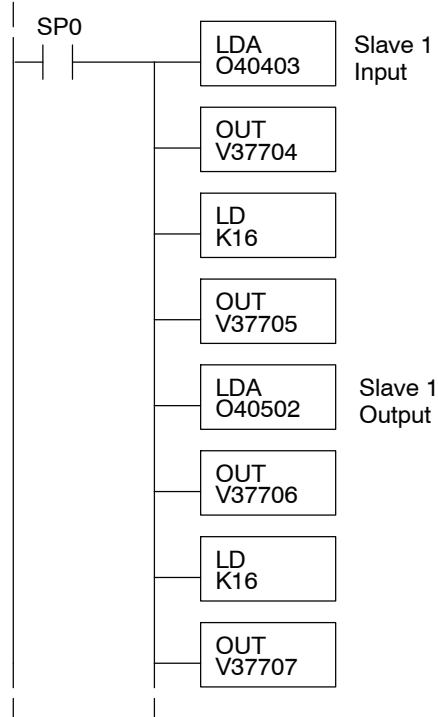 SP0
LDA
O40403
Slave 1
Input
OUT
V37704
LD
K16
OUT
V37705
LDA
O40502
Slave 1
Output
OUT
V37706
LD
K16
OUT
V37707